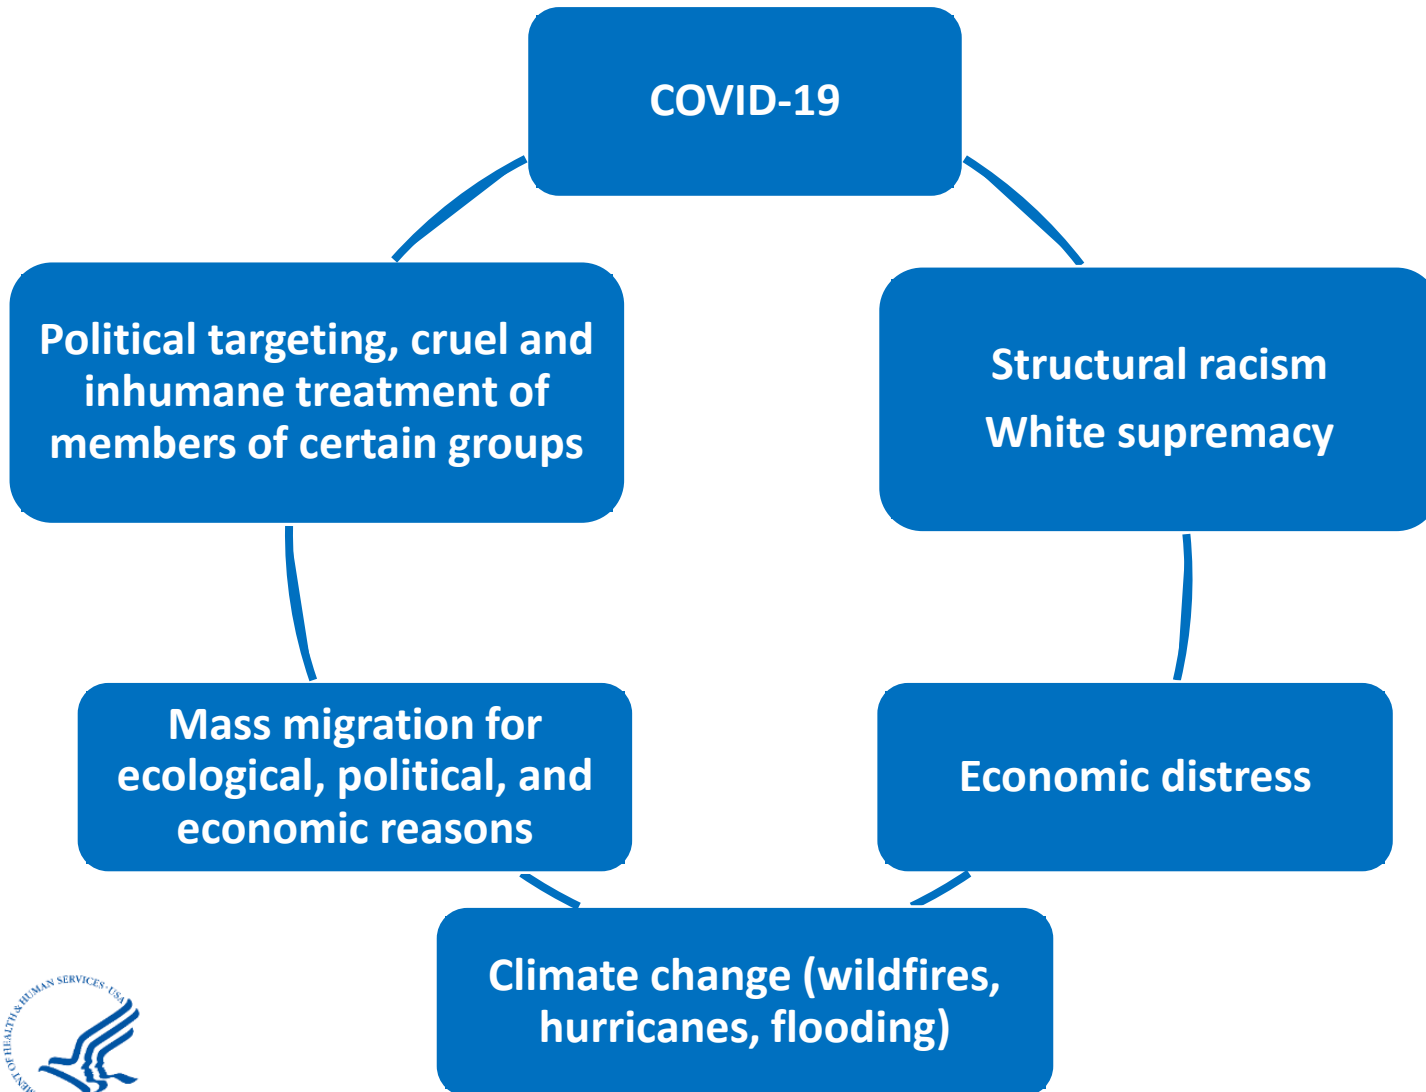 COVID-19
Political targeting, cruel and
inhumane treatment of
members of certain groups
Structural racism
White supremacy
Mass migration for
ecological, political, and
economic reasons
Economic distress
Climate change (wildfires,
hurricanes, flooding)
MENT OF HEALTH & HUMAN SERVICES · USA